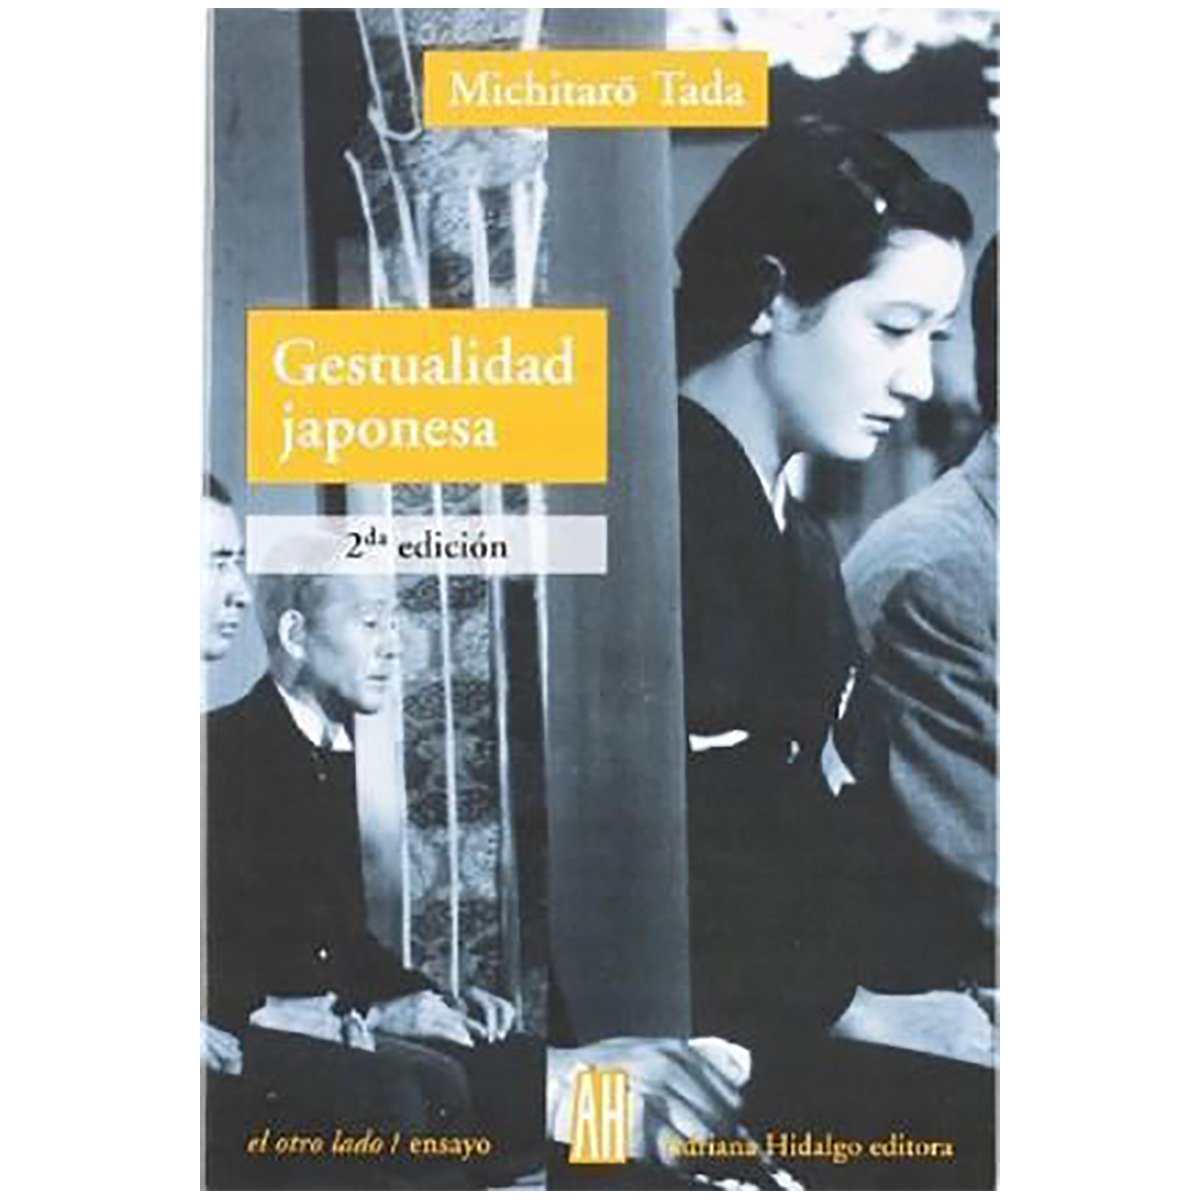 Michitarō Tada
Gestualidad
japonesa
2da edición
el otro lado / ensayo
AH
Adriana Hidalgo editora